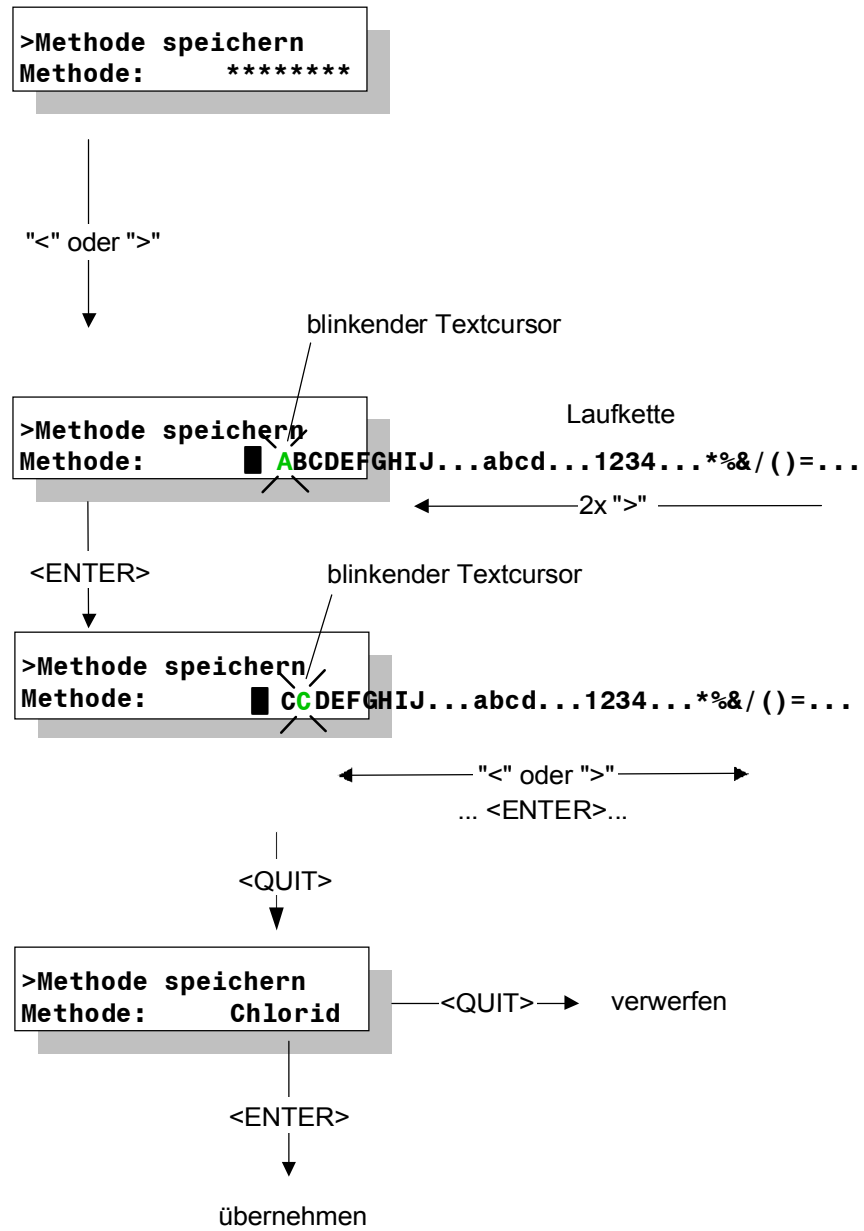 >Methode speichern
Methode: ********
"<" oder ">"
blinkender Textcursor
Laufkette
>Methode speichern
Methode: █ ABCDEFGHIJ...abcd...1234...*%&/()=...
2x ">"
<ENTER>
blinkender Textcursor
>Methode speichern
Methode: █ CCDEFGHIJ...abcd...1234...*%&/()=...
"<" oder ">"
... <ENTER>...
<QUIT>
>Methode speichern
Methode: Chlorid
<QUIT> verwerfen
<ENTER>
übernehmen